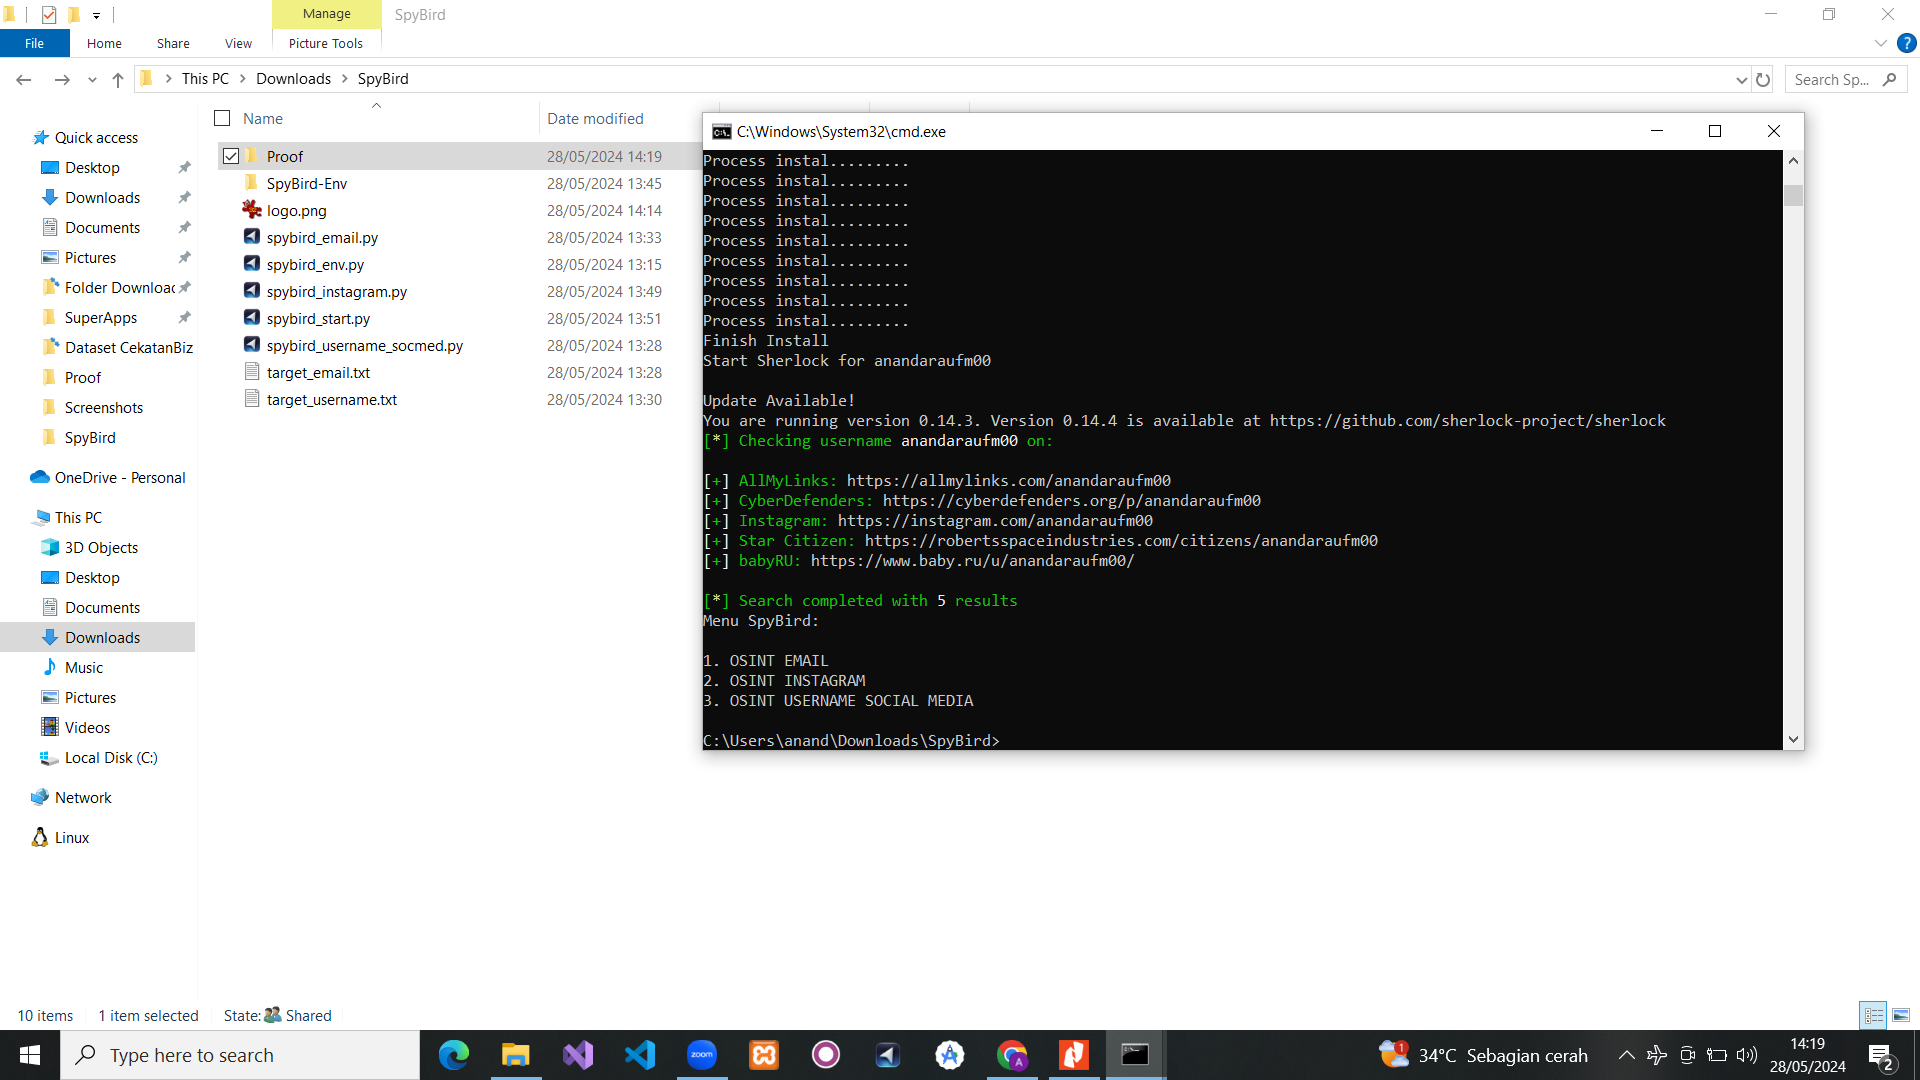 Manage
SpyBird
File
Home
Share
View
Picture Tools
This PC
Downloads
SpyBird
Search Sp...
Name
Date modified
Quick access
Desktop
Downloads
Documents
Pictures
Folder Downloac
SuperApps
Dataset CekatanBiz
Proof
Screenshots
SpyBird
OneDrive - Personal
This PC
3D Objects
Desktop
Documents
Downloads
Music
Pictures
Videos
Local Disk (C:)
Network
Linux
Proof 28/05/2024 14:19
SpyBird-Env 28/05/2024 13:45
logo.png 28/05/2024 14:14
spybird_email.py 28/05/2024 13:33
spybird_env.py 28/05/2024 13:15
spybird_instagram.py 28/05/2024 13:49
spybird_start.py 28/05/2024 13:51
spybird_username_socmed.py 28/05/2024 13:28
target_email.txt 28/05/2024 13:28
target_username.txt 28/05/2024 13:30
C:\Windows\System32\cmd.exe
Process instal.........
Process instal.........
Process instal.........
Process instal.........
Process instal.........
Process instal.........
Process instal.........
Process instal.........
Process instal.........
Finish Install
Start Sherlock for anandaraufm00
Update Available!
You are running version 0.14.3. Version 0.14.4 is available at https://github.com/sherlock-project/sherlock
[*] Checking username anandaraufm00 on:
[+] AllMyLinks: https://allmylinks.com/anandaraufm00
[+] CyberDefenders: https://cyberdefenders.org/p/anandaraufm00
[+] Instagram: https://instagram.com/anandaraufm00
[+] Star Citizen: https://robertsspaceindustries.com/citizens/anandaraufm00
[+] babyRU: https://www.baby.ru/u/anandaraufm00/
[*] Search completed with 5 results
Menu SpyBird:
1. OSINT EMAIL
2. OSINT INSTAGRAM
3. OSINT USERNAME SOCIAL MEDIA
C:\Users\anand\Downloads\SpyBird>
10 items
1 item selected
State: Shared
Type here to search
zoom
A
1
34°C Sebagian cerah
14:19
28/05/2024
2